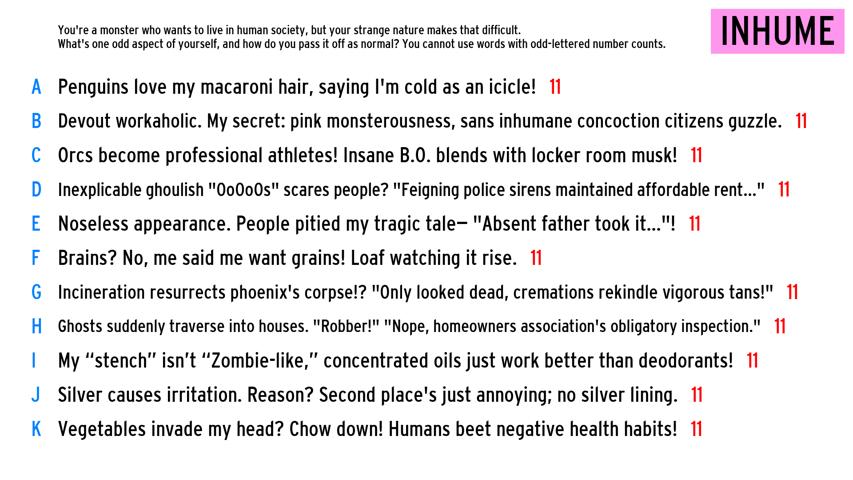 You're a monster who wants to live in human society, but your strange nature makes that difficult.
What's one odd aspect of yourself, and how do you pass it off as normal? You cannot use words with odd-lettered number counts.
INHUME
A Penguins love my macaroni hair, saying I'm cold as an icicle! 11
B Devout workaholic. My secret: pink monsterousness, sans inhumane concoction citizens guzzle. 11
C Orcs become professional athletes! Insane B.O. blends with locker room musk! 11
D Inexplicable ghoulish "OoOoOs" scares people? "Feigning police sirens maintained affordable rent..." 11
E Noseless appearance. People pitied my tragic tale— "Absent father took it..."! 11
F Brains? No, me said me want grains! Loaf watching it rise. 11
G Incineration resurrects phoenix's corpse!? "Only looked dead, cremations rekindle vigorous tans!" 11
H Ghosts suddenly traverse into houses. "Robber!" "Nope, homeowners association's obligatory inspection." 11
I My “stench” isn’t “Zombie-like,” concentrated oils just work better than deodorants! 11
J Silver causes irritation. Reason? Second place's just annoying; no silver lining. 11
K Vegetables invade my head? Chow down! Humans beet negative health habits! 11